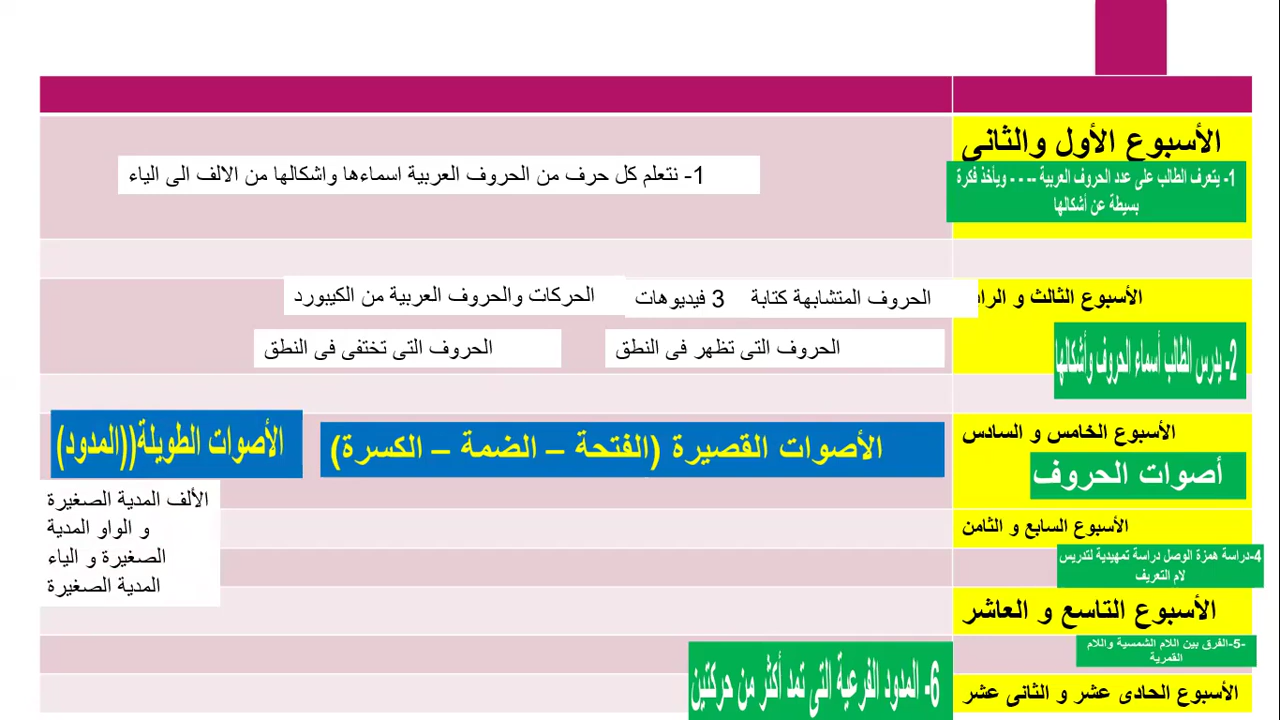 الأسبوع الأول والثانى
1- يتعرف الطالب على عدد الحروف العربية -- - - ويأخذ فكرة
بسيطة عن أشكالها
1- نتعلم كل حرف من الحروف العربية اسماءها واشكالها من الالف الى الياء
الأسبوع الثالث و
الحروف المتشابهة كتابة
3 فيديوهات
الحركات والحروف العربية من الكيبورد
2- يدرس الطالب أسماء الحروف وأشكالها
الحروف التى تظهر فى النطق
الحروف التى تختفى فى النطق
الأسبوع الخامس و السادس
أصوات الحروف
الأصوات القصيرة (الفتحة – الضمة – الكسرة)
الأصوات الطويلة((المدود)
الألف المدية الصغيرة
و الواو المدية
الصغيرة و الياء
المدية الصغيرة
الأسبوع السابع و الثامن
4-دراسة همزة الوصل دراسة تمهيدية لتدريس
لام التعريف
الأسبوع التاسع و العاشر
-5-الفرق بين اللام الشمسية واللام
القمرية
6- المدود الفرعية التى تمد أكثر من حركتين
الأسبوع الحادى عشر و الثانى عشر